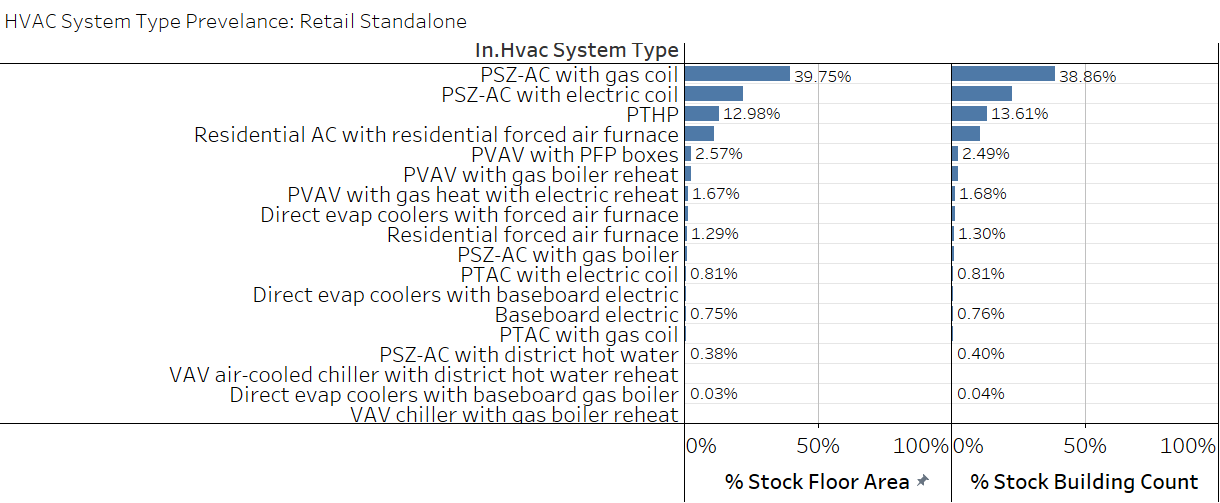 HVAC System Type Prevelance: Retail Standalone
In.Hvac System Type
PSZ-AC with gas coil 39.75% 38.86%
PSZ-AC with electric coil
PTHP 12.98% 13.61%
Residential AC with residential forced air furnace
PVAV with PFP boxes 2.57% 2.49%
PVAV with gas boiler reheat
PVAV with gas heat with electric reheat 1.67% 1.68%
Direct evap coolers with forced air furnace
Residential forced air furnace 1.29% 1.30%
PSZ-AC with gas boiler
PTAC with electric coil 0.81% 0.81%
Direct evap coolers with baseboard electric
Baseboard electric 0.75% 0.76%
PTAC with gas coil
PSZ-AC with district hot water 0.38% 0.40%
VAV air-cooled chiller with district hot water reheat
Direct evap coolers with baseboard gas boiler 0.03% 0.04%
VAV chiller with gas boiler reheat
0% 50% 100% 0% 50% 100%
% Stock Floor Area % Stock Building Count